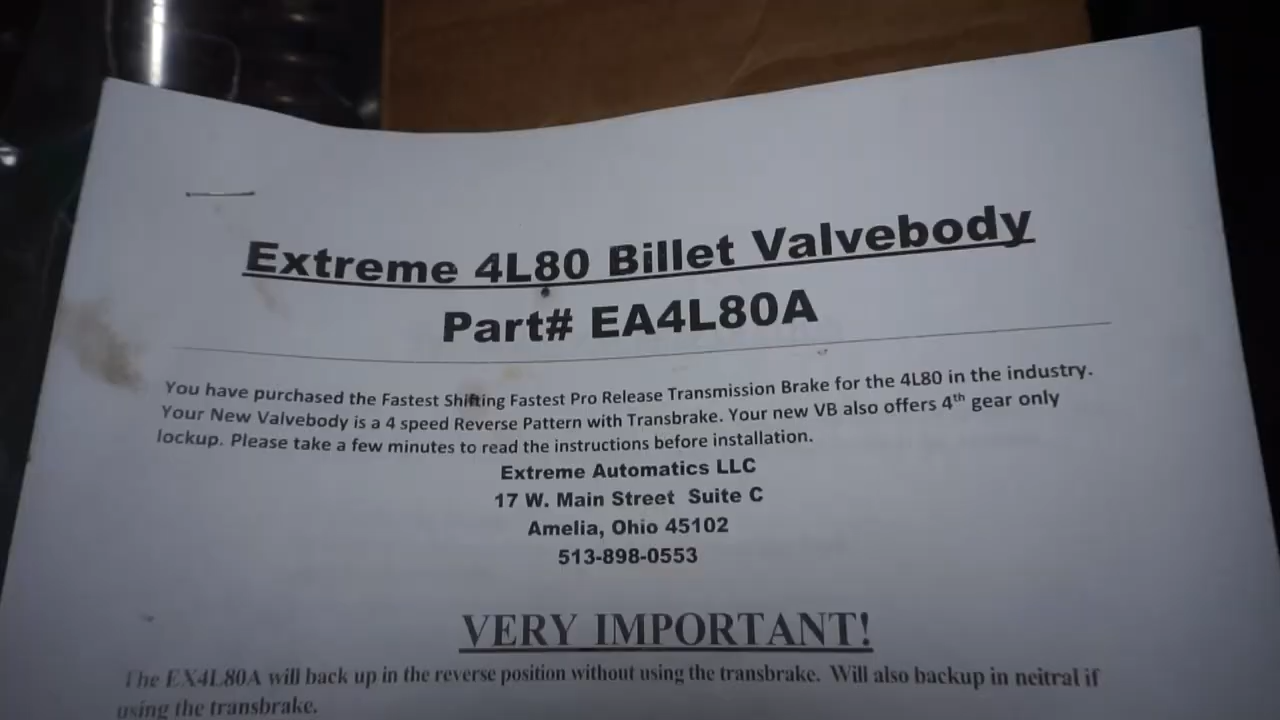 Extreme 4L80 Billet Valvebody
Part# EA4L80A
You have purchased the Fastest Shifting Fastest Pro Release Transmission Brake for the 4L80 in the industry.
Your New Valvebody is a 4 speed Reverse Pattern with Transbrake. Your new VB also offers 4th gear only
lockup. Please take a few minutes to read the instructions before installation.
Extreme Automatics LLC
17 W. Main Street Suite C
Amelia, Ohio 45102
513-898-0553
VERY IMPORTANT!
The EX4L80A will back up in the reverse position without using the transbrake. Will also backup in neitral if
using the transbrake.